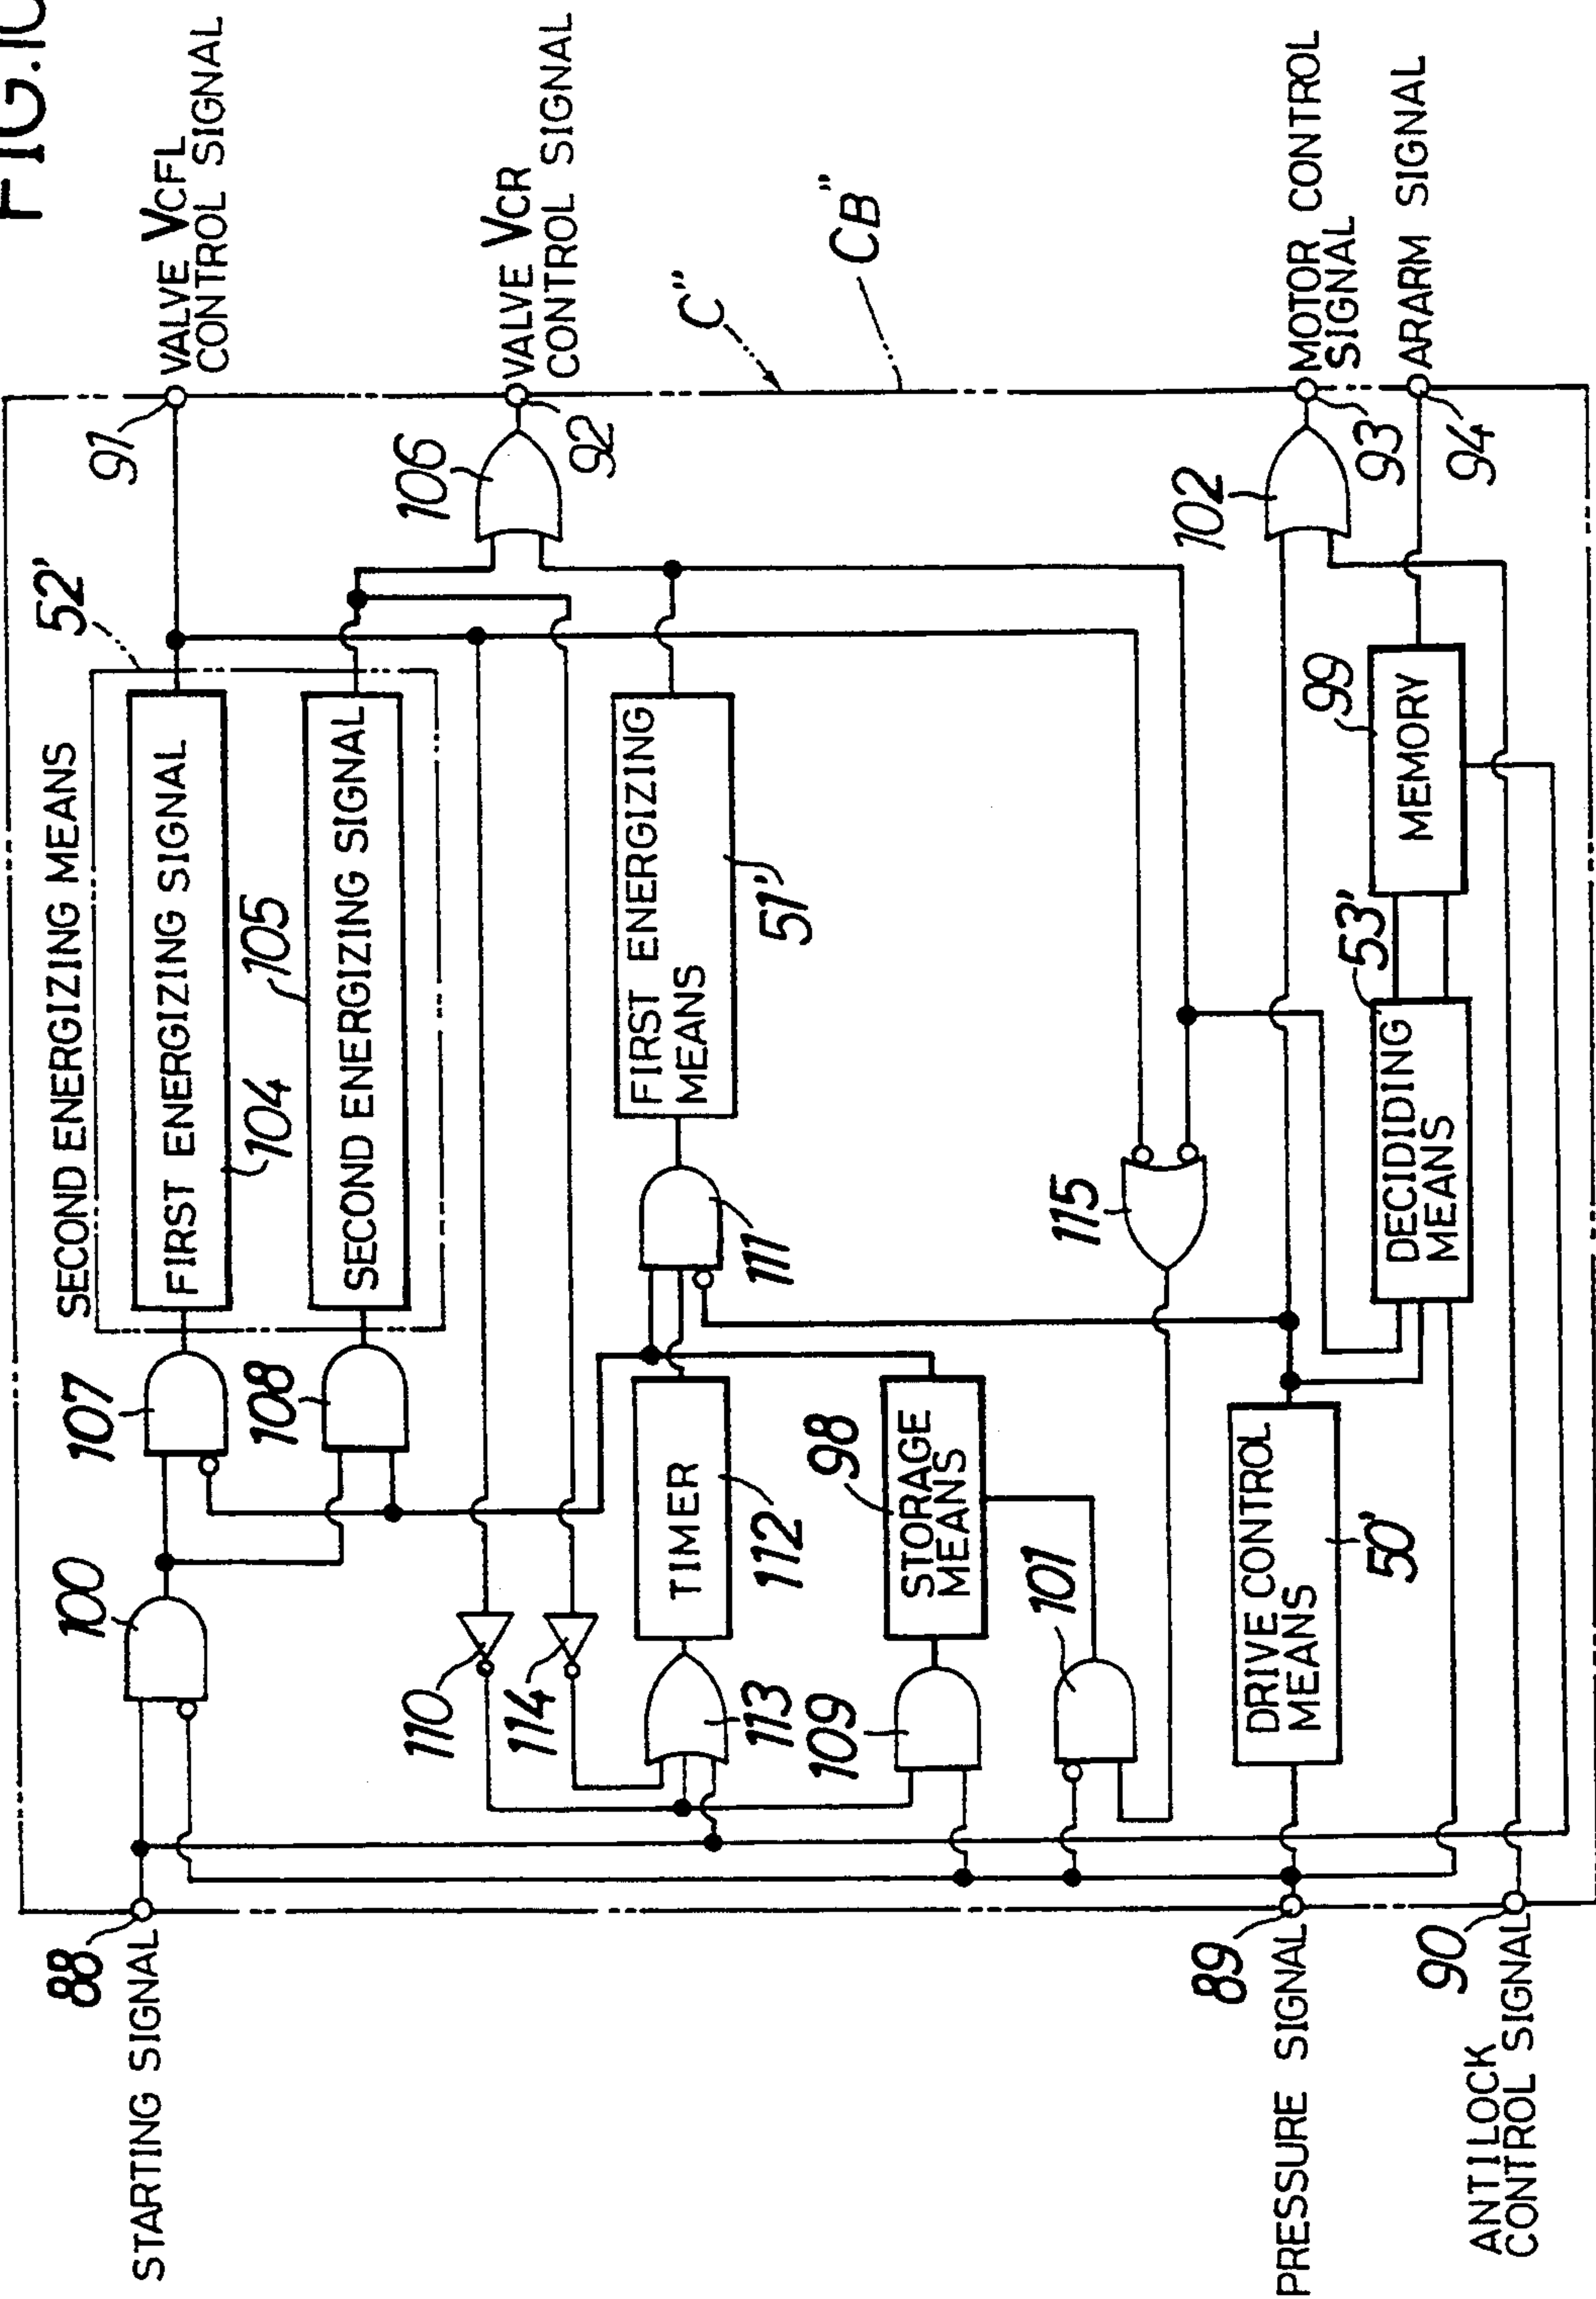 FIG.10
STARTING SIGNAL
88
100
107
108
SECOND ENERGIZING MEANS
52'
FIRST ENERGIZING SIGNAL
104
105
SECOND ENERGIZING SIGNAL
91
VALVE VCFL
CONTROL SIGNAL
106
92
VALVE VCR
CONTROL SIGNAL
110
114
113
TIMER
112
111
FIRST ENERGIZING
MEANS
51'
C"
CB"
109
98
STORAGE
MEANS
101
115
PRESSURE SIGNAL
89
DRIVE CONTROL
MEANS
50'
102
93
MOTOR CONTROL
SIGNAL
DECIDIDING
MEANS
53'
MEMORY
99
94
ARARM SIGNAL
ANTILOCK
CONTROL SIGNAL
90